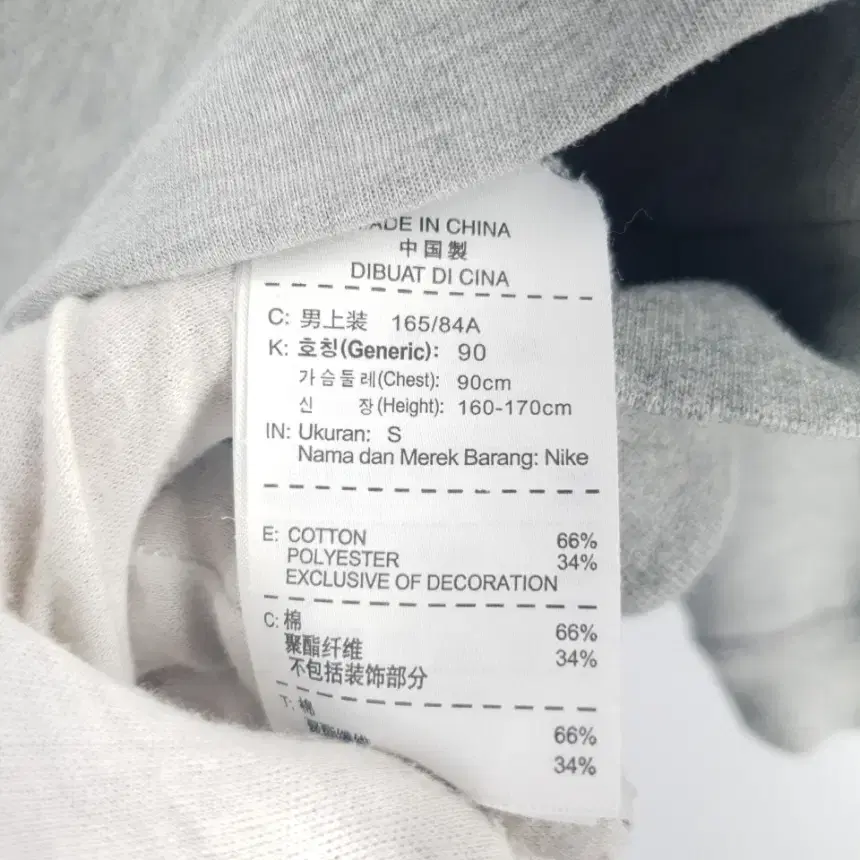 MADE IN CHINA
中国製
DIBUAT DI CINA
C: 男上装 165/84A
K: 호칭(Generic): 90
가슴둘레(Chest): 90cm
신 장(Height): 160-170cm
IN: Ukuran: S
Nama dan Merek Barang: Nike
E: COTTON 66%
POLYESTER 34%
EXCLUSIVE OF DECORATION
C: 棉 66%
聚酯纤维 34%
不包括装饰部分
T: 棉 66%
34%